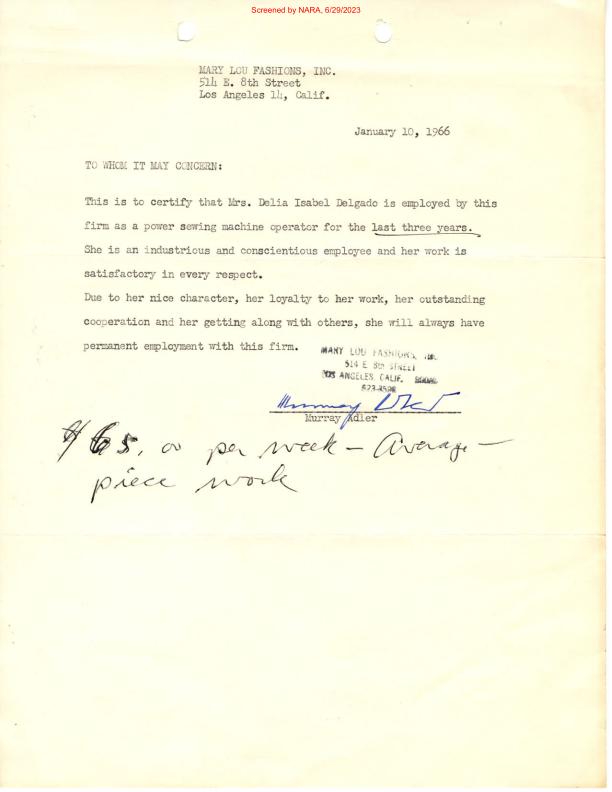 Screened by NARA, 6/29/2023
MARY LOU FASHIONS, INC.
514 E. 8th Street
Los Angeles 14, Calif.
January 10, 1966
TO WHOM IT MAY CONCERN:
This is to certify that Mrs. Delia Isabel Delgado is employed by this
firm as a power sewing machine operator for the last three years.
She is an industrious and conscientious employee and her work is
satisfactory in every respect.
Due to her nice character, her loyalty to her work, her outstanding
cooperation and her getting along with others, she will always have
permanent employment with this firm.
MARY LOU FASHIONS, INC.
514 E 8th STREET
LOS ANGELES, CALIF.
Murray Adler
Murray Adler
$65.00 per week – Average –
piece work